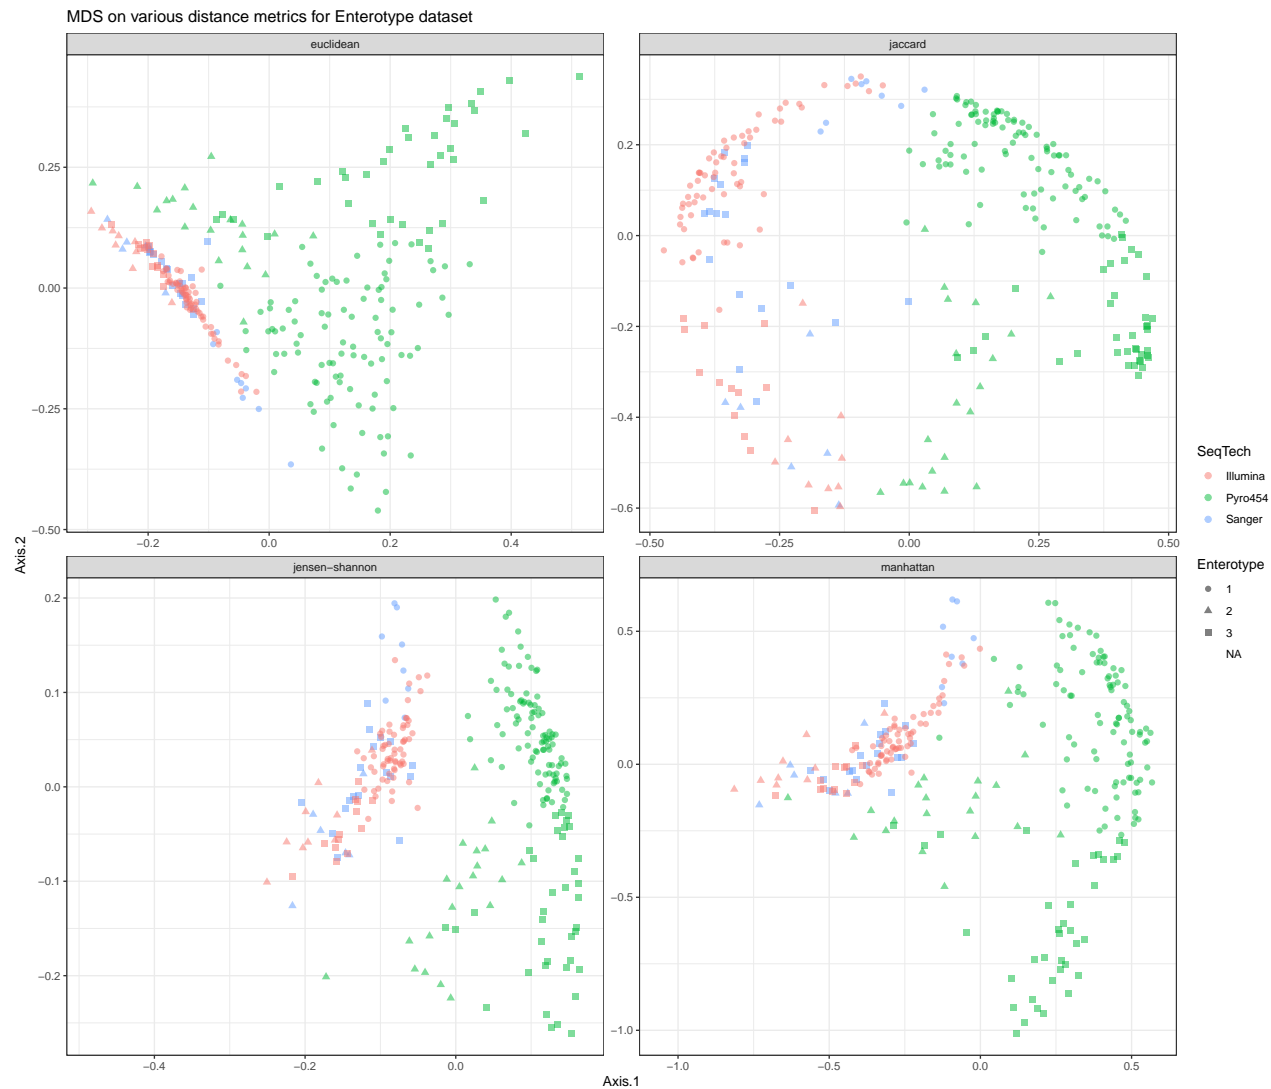 MDS on various distance metrics for Enterotype dataset
euclidean
jaccard
0.25
0.00
−0.25
−0.50
−0.2
0.0
0.2
0.4
0.2
0.0
−0.2
−0.4
−0.6
−0.50
−0.25
0.00
0.25
0.50
jensen−shannon
manhattan
0.2
0.1
0.0
−0.1
−0.2
−0.4
−0.2
0.0
0.5
0.0
−0.5
−1.0
−1.0
−0.5
0.0
0.5
Axis.2
Axis.1
SeqTech
Illumina
Pyro454
Sanger
Enterotype
1
2
3
NA